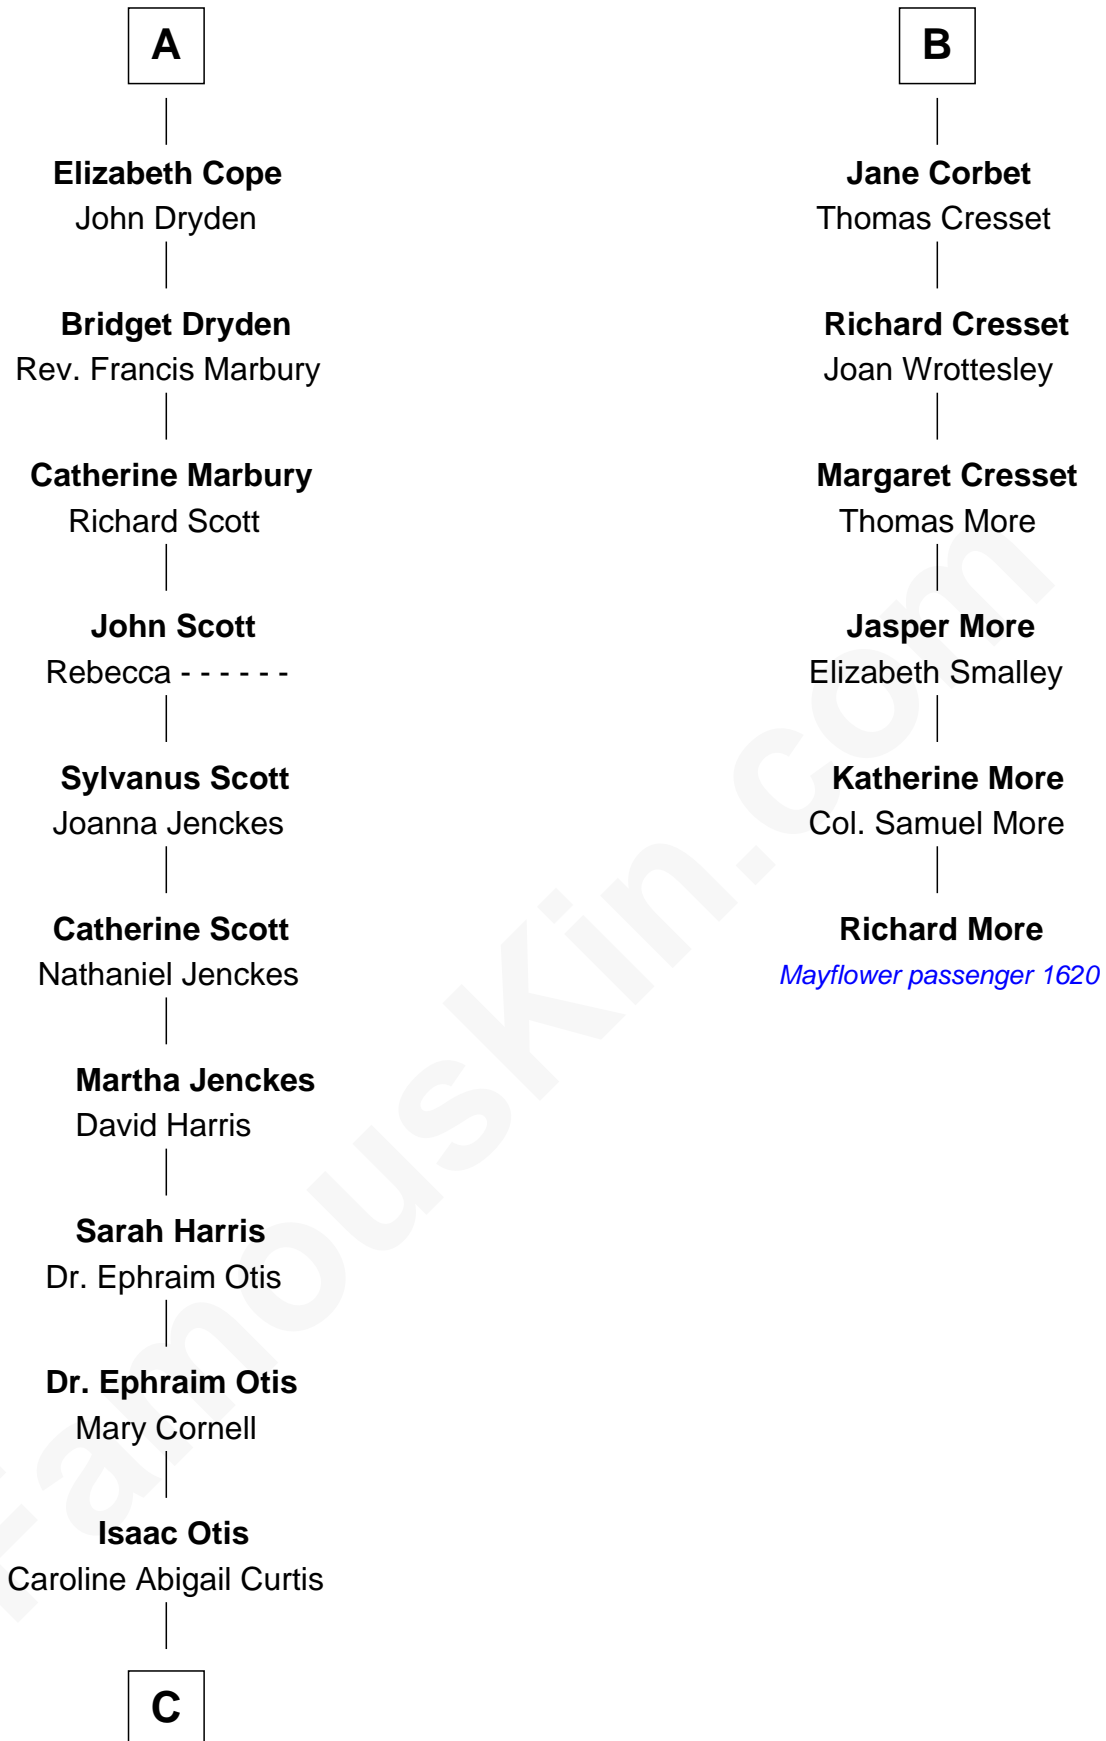 A
Elizabeth Cope
John Dryden
Bridget Dryden
Rev. Francis Marbury
Catherine Marbury
Richard Scott
John Scott
Rebecca - - - - - -
Sylvanus Scott
Joanna Jenckes
Catherine Scott
Nathaniel Jenckes
Martha Jenckes
David Harris
Sarah Harris
Dr. Ephraim Otis
Dr. Ephraim Otis
Mary Cornell
Isaac Otis
Caroline Abigail Curtis
C
B
Jane Corbet
Thomas Cresset
Richard Cresset
Joan Wrottesley
Margaret Cresset
Thomas More
Jasper More
Elizabeth Smalley
Katherine More
Col. Samuel More
Richard More
Mayflower passenger 1620
FamousKin.com